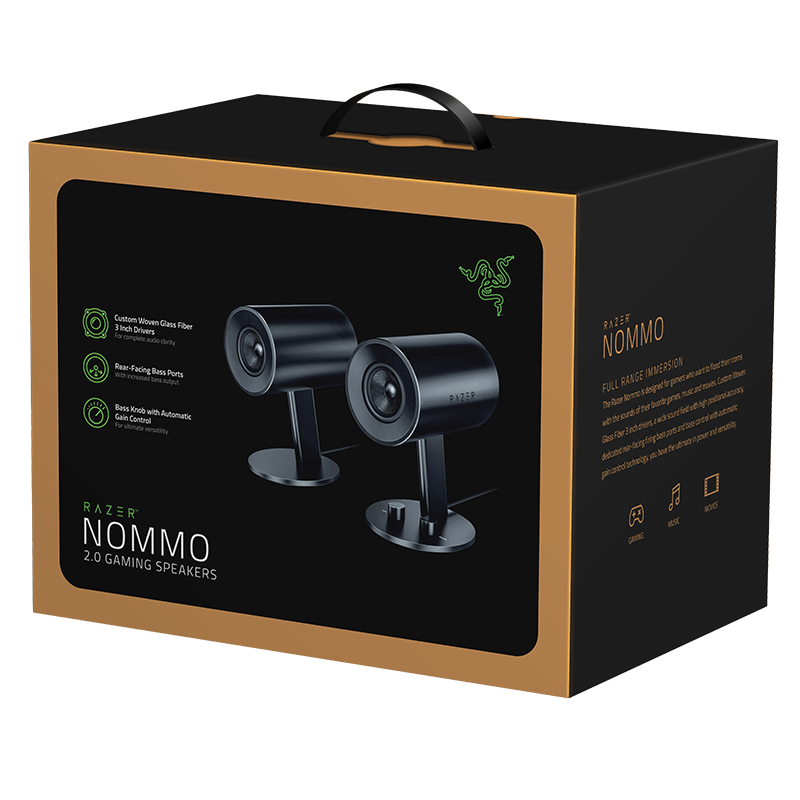 Custom Woven Glass Fiber
3 Inch Drivers
For complete audio clarity
Rear-Facing Bass Ports
With increased bass output
Bass Knob with Automatic
Gain Control
For ultimate versatility
RAZER™
NOMMO
2.0 GAMING SPEAKERS
RAZER
RAZER™
NOMMO
FULL RANGE IMMERSION
The Razer Nommo is designed for gamers who want to flood their rooms
with the sounds of their favorite games, music and movies. Custom Woven
Glass Fiber 3 inch drivers, a wide sound field with high positional accuracy,
dedicated rear-facing firing bass ports and bass control with automatic
gain control technology, you have the ultimate in power and versatility.
GAMING
MUSIC
MOVIES